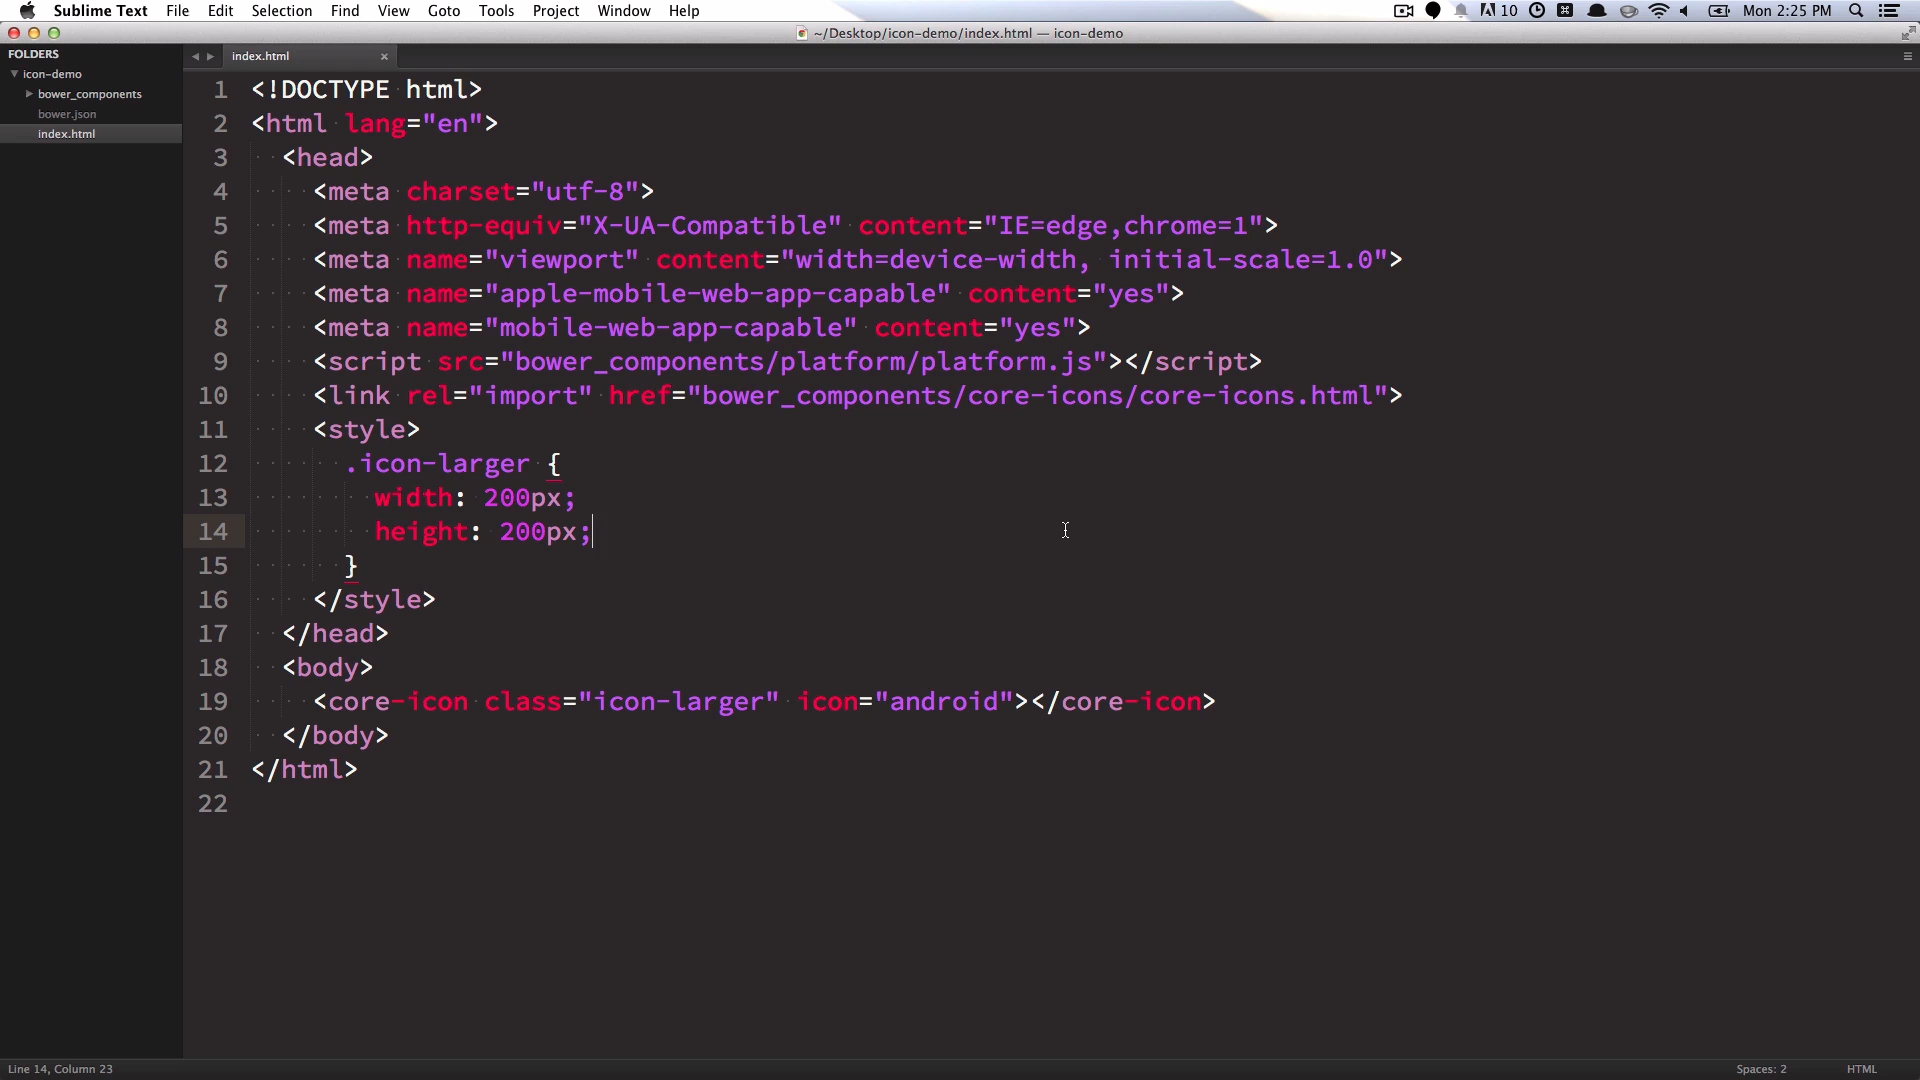 Sublime Text File Edit Selection Find View Goto Tools Project Window Help 10 Mon 2:25 PM
~/Desktop/icon-demo/index.html — icon-demo
FOLDERS
icon-demo
bower_components
bower.json
index.html
index.html
1 <!DOCTYPE html>
2 <html lang="en">
3 <head>
4 <meta charset="utf-8">
5 <meta http-equiv="X-UA-Compatible" content="IE=edge,chrome=1">
6 <meta name="viewport" content="width=device-width, initial-scale=1.0">
7 <meta name="apple-mobile-web-app-capable" content="yes">
8 <meta name="mobile-web-app-capable" content="yes">
9 <script src="bower_components/platform/platform.js"></script>
10 <link rel="import" href="bower_components/core-icons/core-icons.html">
11 <style>
12 .icon-larger {
13 width: 200px;
14 height: 200px;
15 }
16 </style>
17 </head>
18 <body>
19 <core-icon class="icon-larger" icon="android"></core-icon>
20 </body>
21 </html>
22
Line 14, Column 23 Spaces: 2 HTML